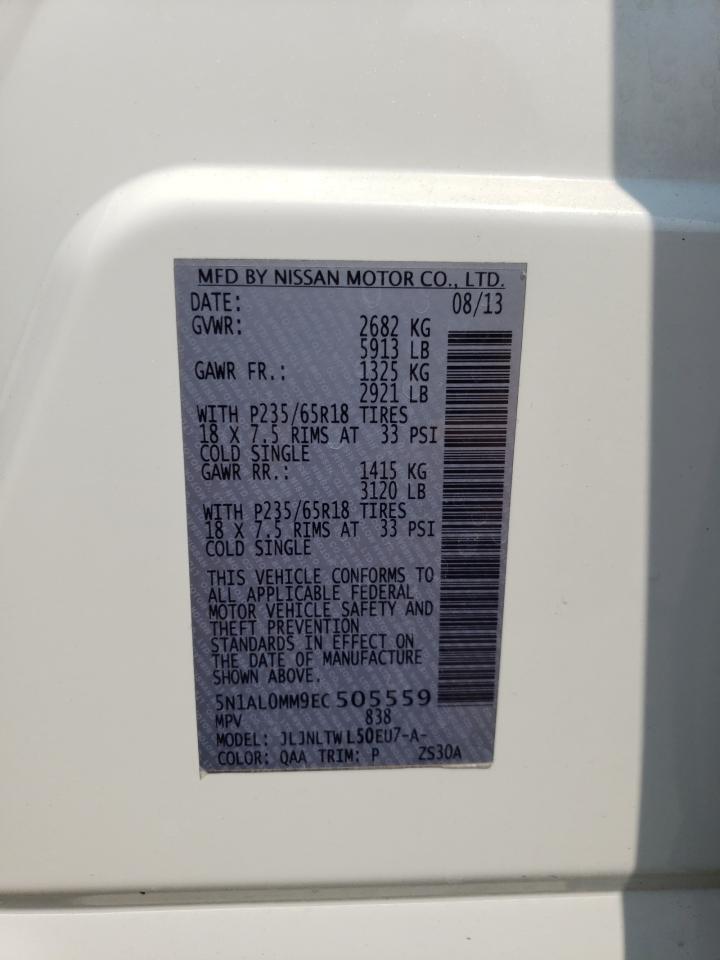 MFD BY NISSAN MOTOR CO., LTD.
DATE: 08/13
GVWR: 2682 KG
5913 LB
GAWR FR.: 1325 KG
2921 LB
WITH P235/65R18 TIRES
18 X 7.5 RIMS AT 33 PSI
COLD SINGLE
GAWR RR.: 1415 KG
3120 LB
WITH P235/65R18 TIRES
18 X 7.5 RIMS AT 33 PSI
COLD SINGLE
THIS VEHICLE CONFORMS TO
ALL APPLICABLE FEDERAL
MOTOR VEHICLE SAFETY AND
THEFT PREVENTION
STANDARDS IN EFFECT ON
THE DATE OF MANUFACTURE
SHOWN ABOVE.
5N1AL0MM9EC505559
MPV 838
MODEL: JLJNLTWL50EU7-A-
COLOR: QAA TRIM: P ZS30A